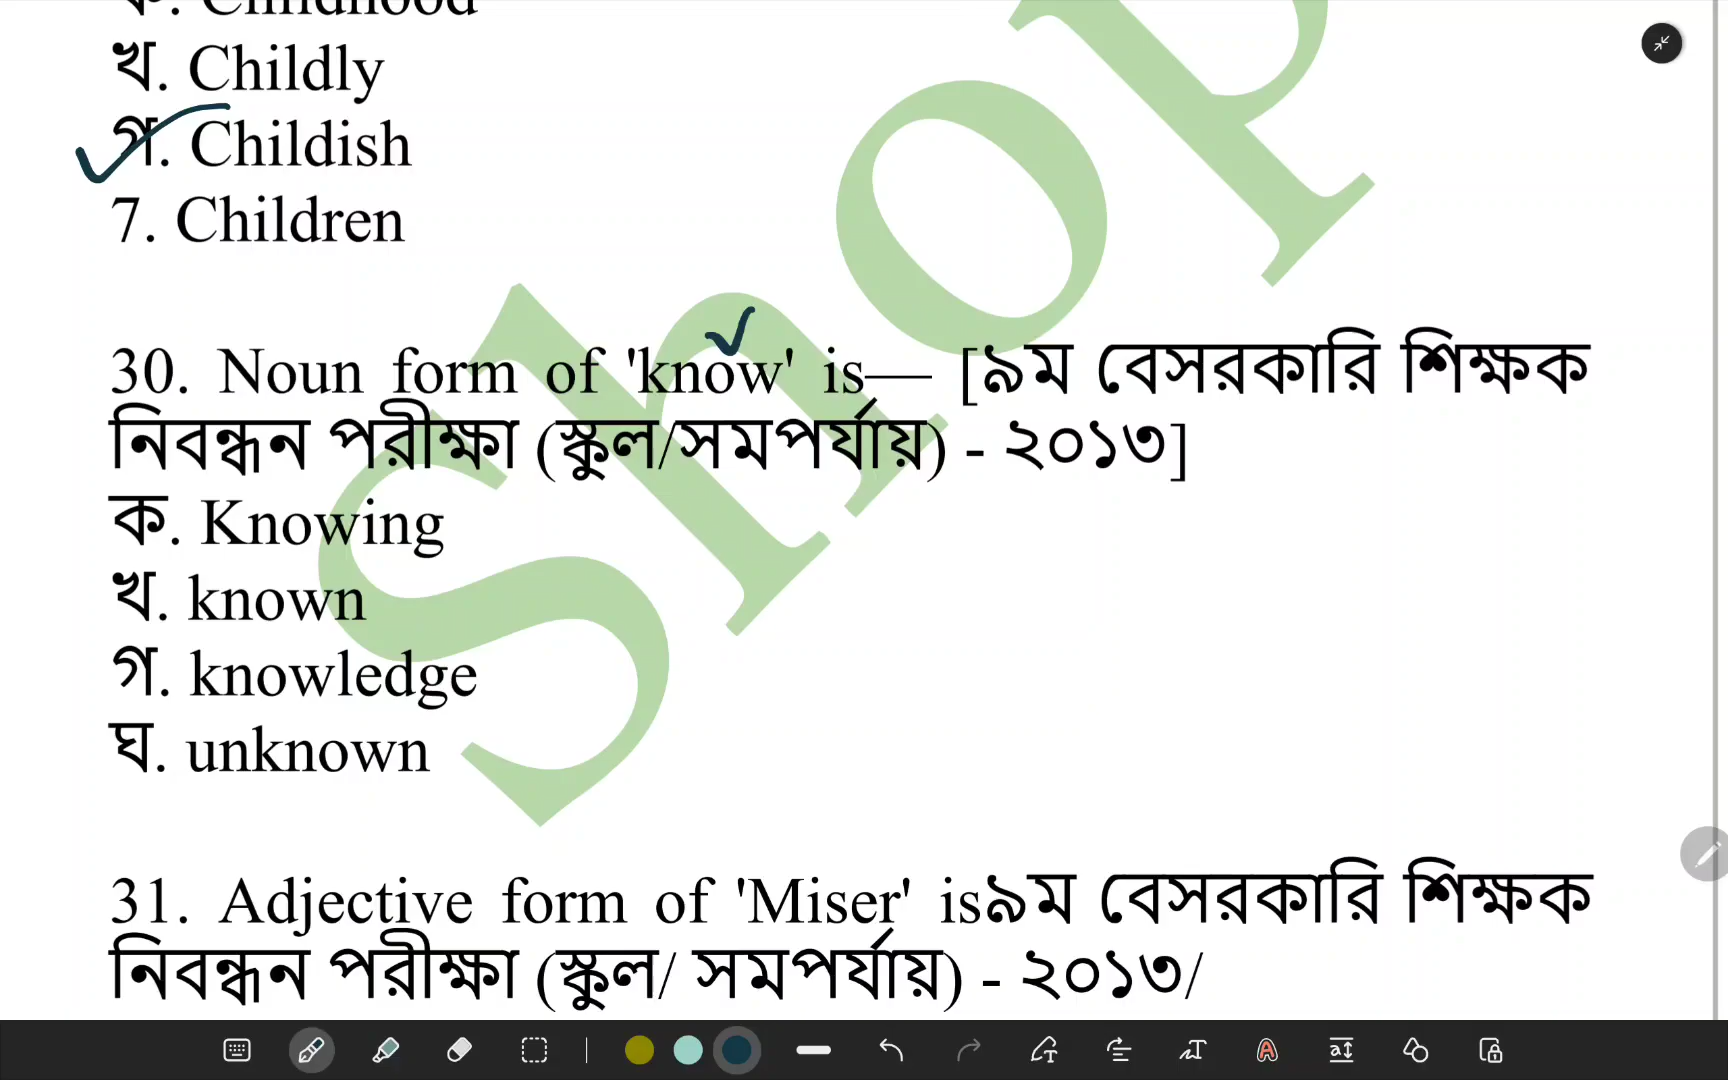 ক. Childhood
খ. Childly
গ. Childish
7. Children
30. Noun form of 'know' is— [৯ম বেসরকারি শিক্ষক
নিবন্ধন পরীক্ষা (স্কুল/সমপর্যায়) - ২০১৩]
ক. Knowing
খ. known
গ. knowledge
ঘ. unknown
31. Adjective form of 'Miser' is৯ম বেসরকারি শিক্ষক
নিবন্ধন পরীক্ষা (স্কুল/ সমপর্যায়) - ২০১৩/
Shop